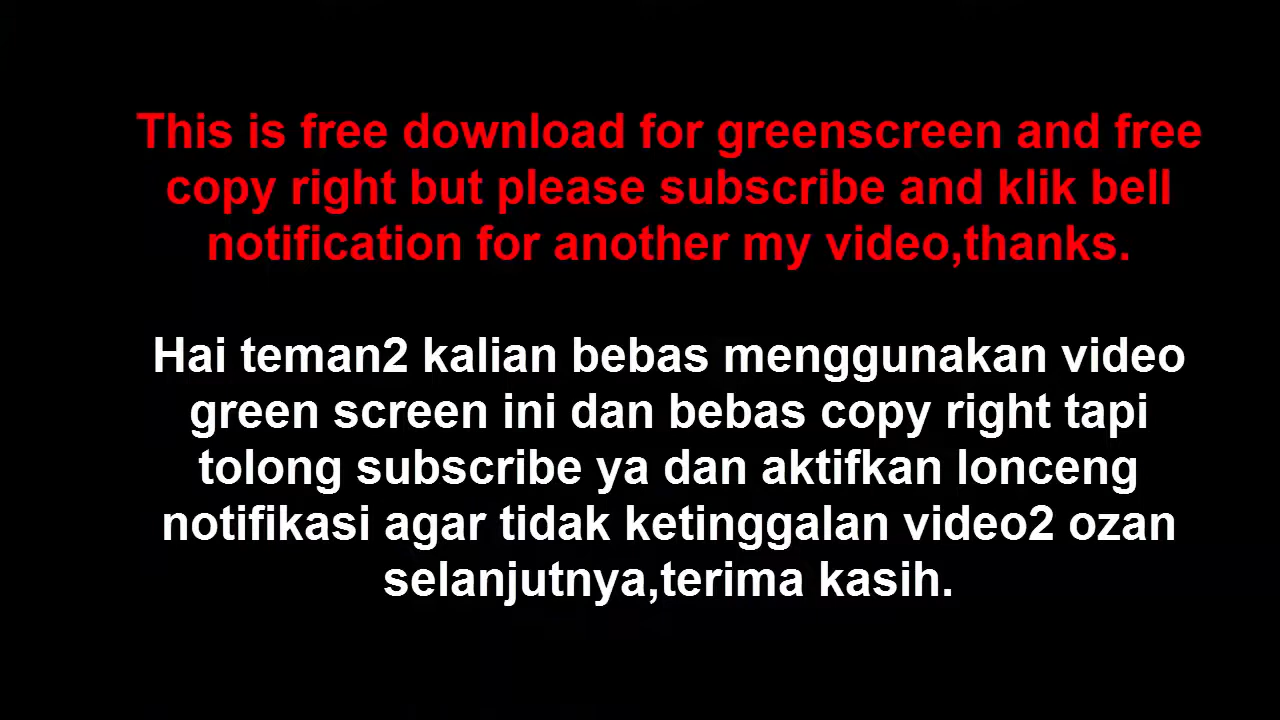 This is free download for greenscreen and free
copy right but please subscribe and klik bell
notification for another my video,thanks.
Hai teman2 kalian bebas menggunakan video
green screen ini dan bebas copy right tapi
tolong subscribe ya dan aktifkan lonceng
notifikasi agar tidak ketinggalan video2 ozan
selanjutnya,terima kasih.